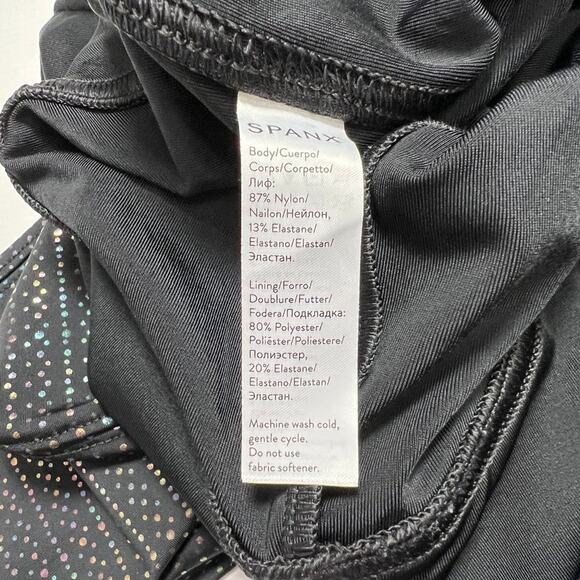 SPANX
Body/Cuerpo/
Corps/Corpetto/
Лиф:
87% Nylon/
Nailon/Нейлон,
13% Elastane/
Elastano/Elastan/
Эластан.
Lining/Forro/
Doublure/Futter/
Fodera/Подкладка:
80% Polyester/
Poliéster/Poliestere/
Полиэстер,
20% Elastane/
Elastano/Elastan/
Эластан.
Machine wash cold,
gentle cycle.
Do not use
fabric softener.